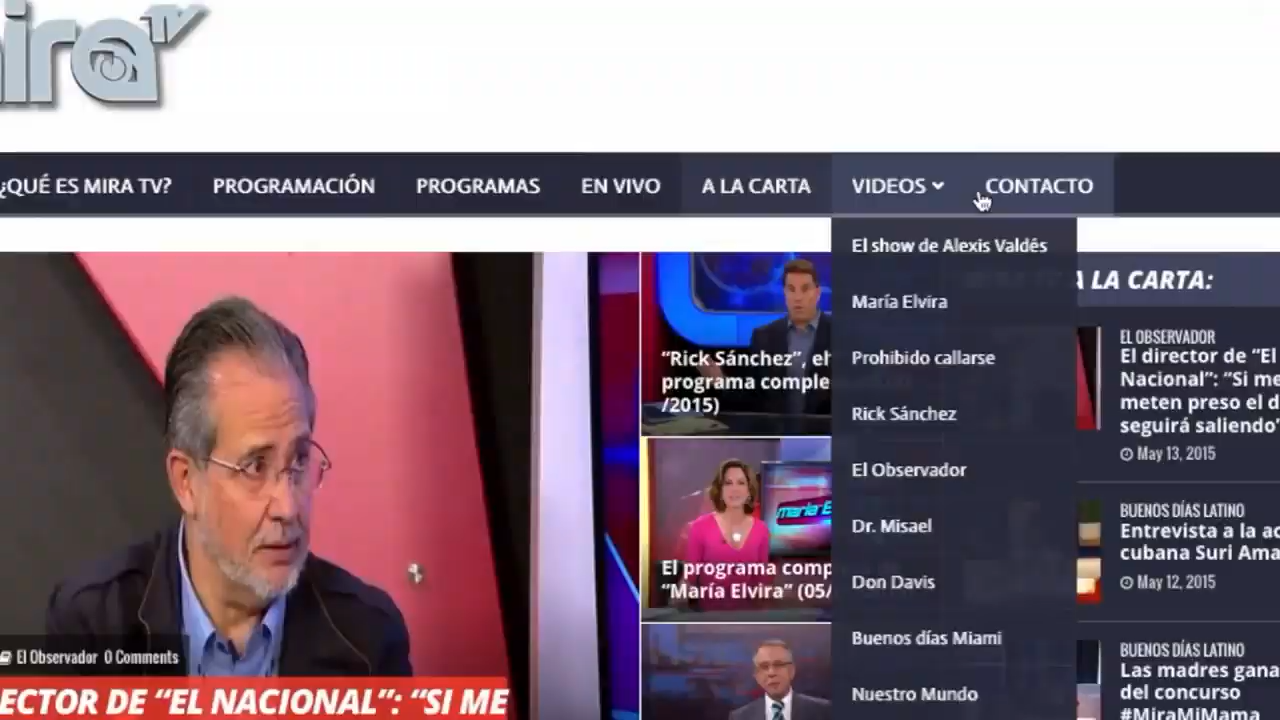 ira TV
¿QUÉ ES MIRA TV?
PROGRAMACIÓN
PROGRAMAS
EN VIVO
A LA CARTA
VIDEOS
CONTACTO
El show de Alexis Valdés
María Elvira
Prohibido callarse
Rick Sánchez
El Observador
Dr. Misael
Don Davis
Buenos días Miami
Nuestro Mundo
El Observador 0 Comments
ECTOR DE “EL NACIONAL”: “SI ME
“Rick Sánchez”, el
programa comple
/2015)
El programa comp
“María Elvira” (05/
A LA CARTA:
EL OBSERVADOR
El director de “El
Nacional”: “Si me
meten preso el d
seguirá saliendo”
May 13, 2015
BUENOS DÍAS LATINO
Entrevista a la ac
cubana Suri Ama
May 12, 2015
BUENOS DÍAS LATINO
Las madres gana
del concurso
#MiraMiMama